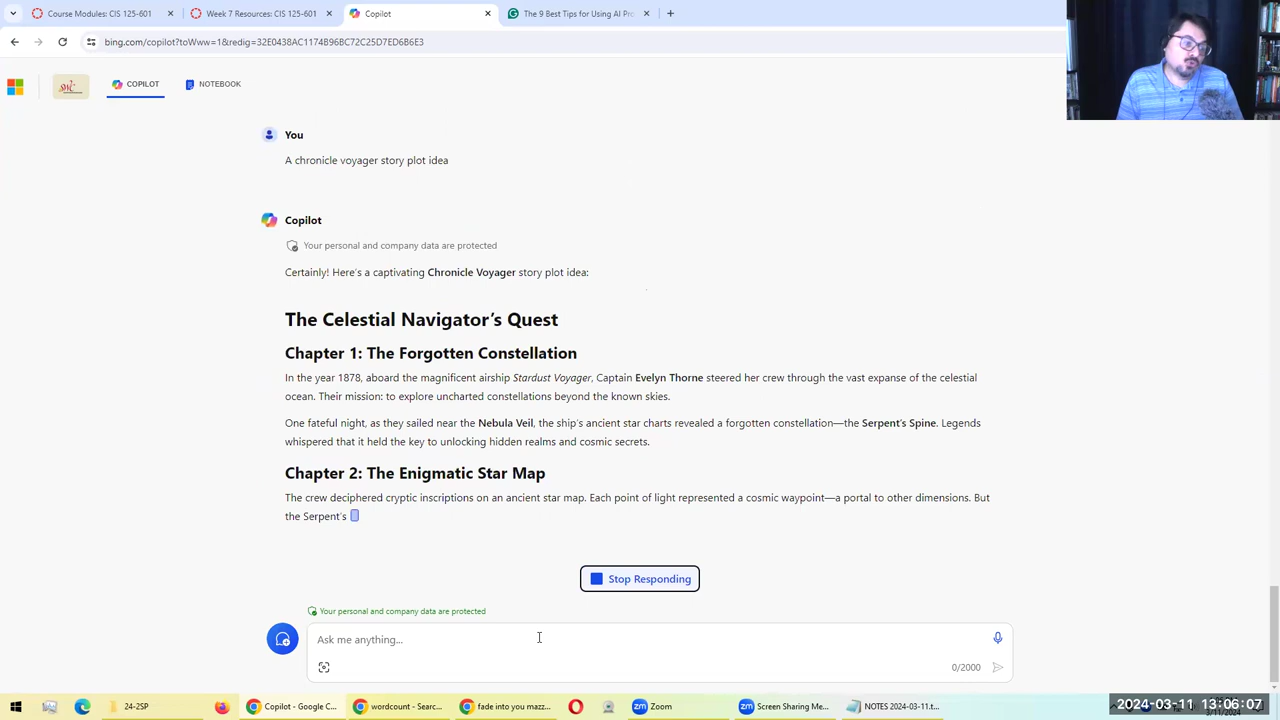 Course Modules: CIS 125-601
Week 7 Resources: CIS 125-601
Copilot
The 9 Best Tips for Using AI Pro
bing.com/copilot?toWww=1&redig=32E0438AC1174B96BC72C25D7ED6B6E3
COPILOT
NOTEBOOK
You
A chronicle voyager story plot idea
Copilot
Your personal and company data are protected
Certainly! Here's a captivating Chronicle Voyager story plot idea:
The Celestial Navigator's Quest
Chapter 1: The Forgotten Constellation
In the year 1878, aboard the magnificent airship Stardust Voyager, Captain Evelyn Thorne steered her crew through the vast expanse of the celestial
ocean. Their mission: to explore uncharted constellations beyond the known skies.
One fateful night, as they sailed near the Nebula Veil, the ship's ancient star charts revealed a forgotten constellation—the Serpent's Spine. Legends
whispered that it held the key to unlocking hidden realms and cosmic secrets.
Chapter 2: The Enigmatic Star Map
The crew deciphered cryptic inscriptions on an ancient star map. Each point of light represented a cosmic waypoint—a portal to other dimensions. But
the Serpent's
Stop Responding
Your personal and company data are protected
Ask me anything...
0/2000
24-2SP
Copilot - Google C...
wordcount - Searc...
fade into you mazz...
Zoom
Screen Sharing Me...
NOTES 2024-03-11.t...
2024-03-11 13:06:07